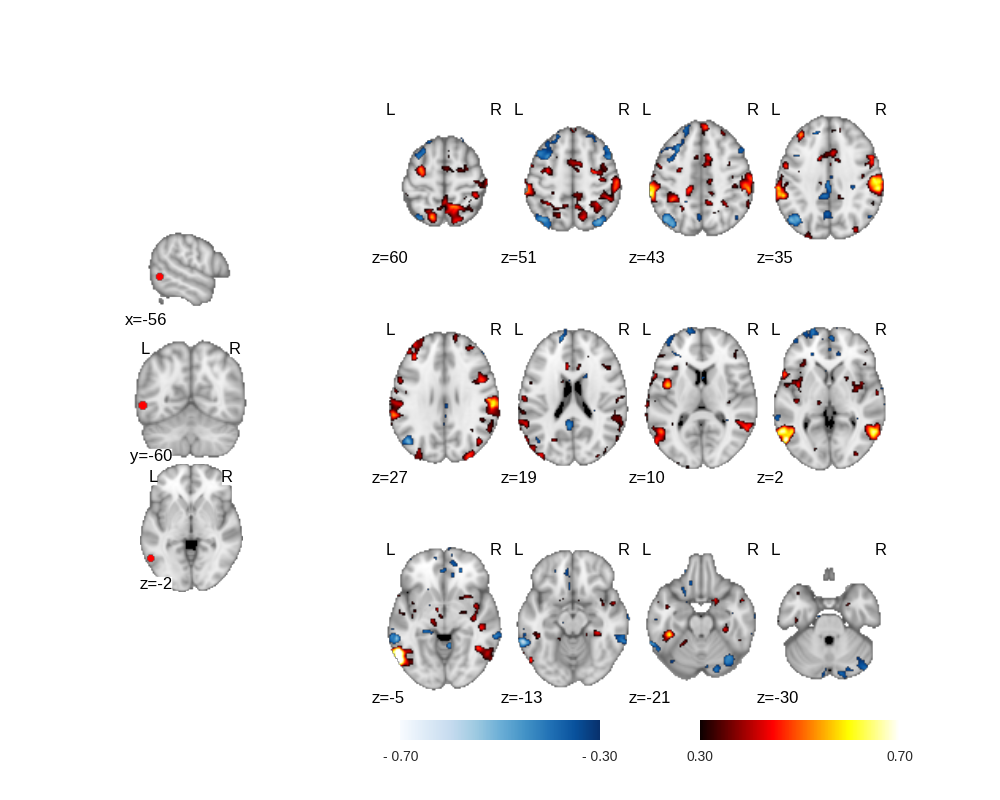 L R L R L R L R
z=60 z=51 z=43 z=35
x=-56
L R
y=-60
L R
z=-2
L R L R L R L R
z=27 z=19 z=10 z=2
L R L R L R L R
z=-5 z=-13 z=-21 z=-30
- 0.70 - 0.30 0.30 0.70